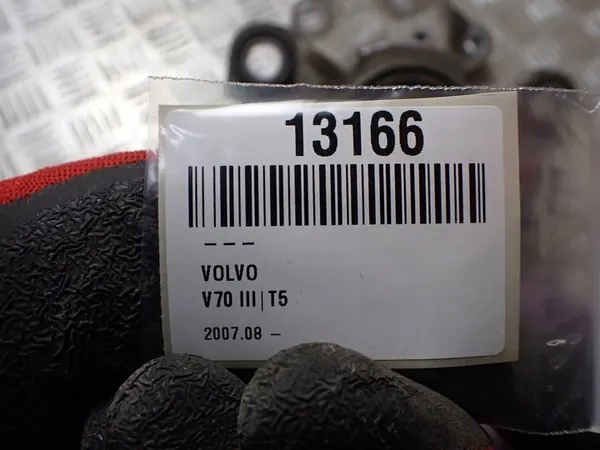 13166
– – –
VOLVO
V70 III|T5
2007.08 –